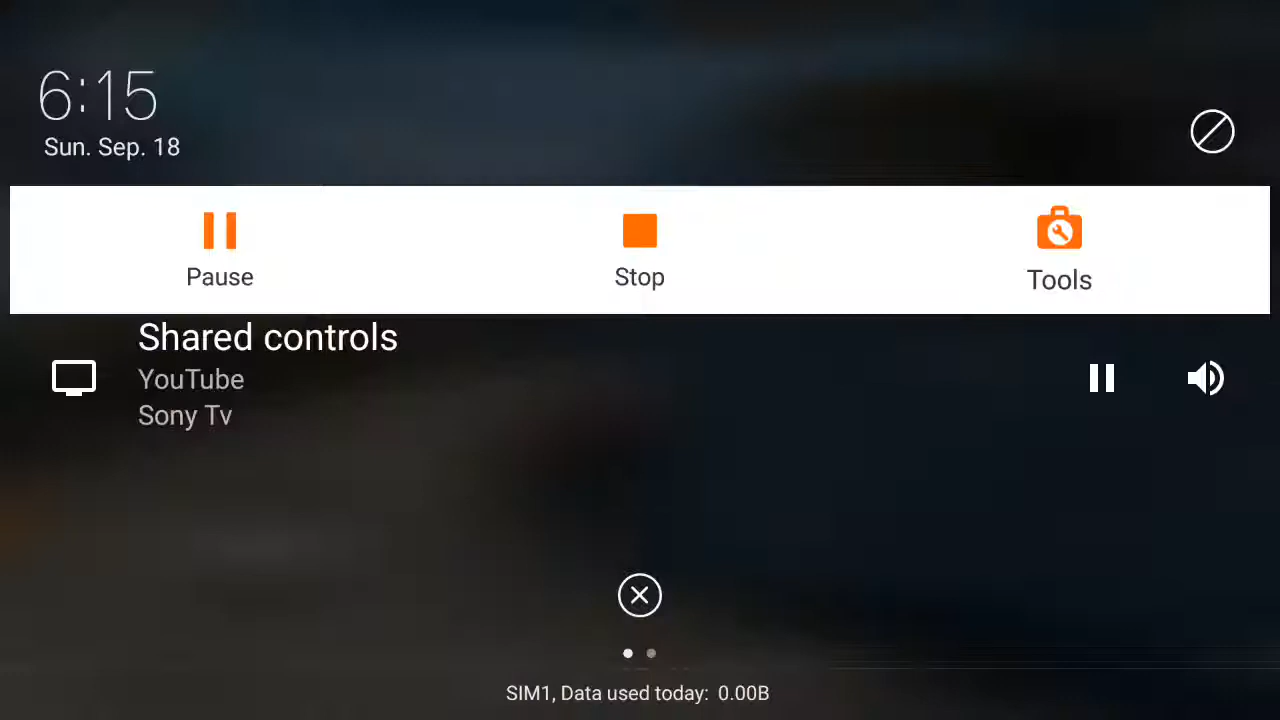 6:15
Sun. Sep. 18
Pause
Stop
Tools
Shared controls
YouTube
Sony Tv
SIM1, Data used today: 0.00B